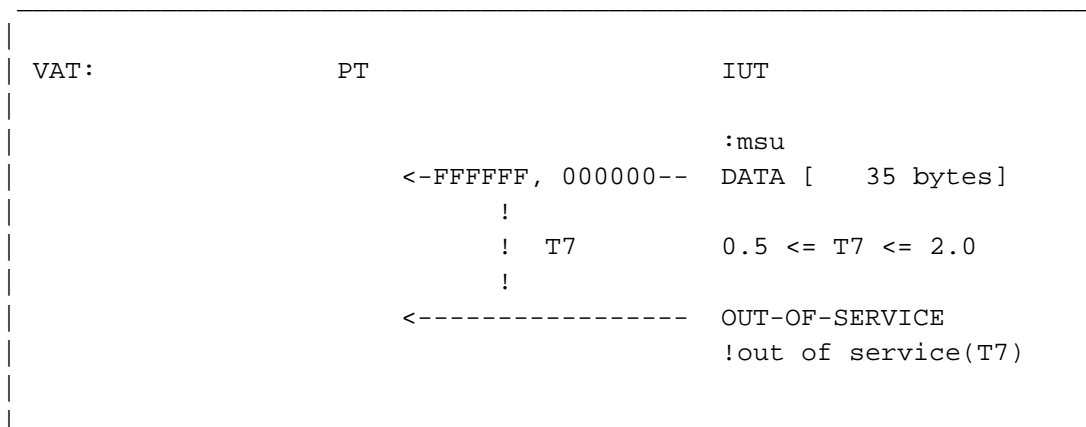 VAT: PT IUT
:msu
<-FFFFFF, 000000-- DATA [ 35 bytes]
!
! T7 0.5 <= T7 <= 2.0
!
<----------------- OUT-OF-SERVICE
!out of service(T7)